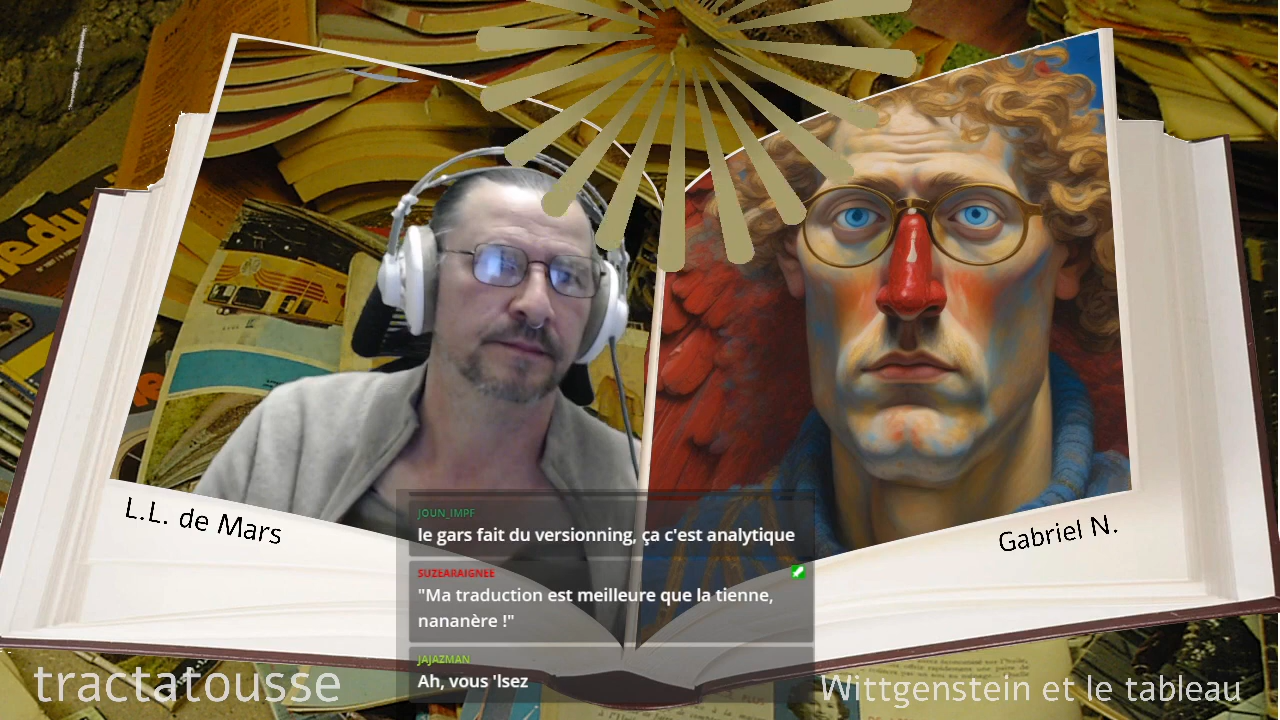 L.L. de Mars
Gabriel N.
JOUN_IMPF
le gars fait du versionning, ça c'est analytique
SUZEARAIGNEE
"Ma traduction est meilleure que la tienne,
nananère !"
JAJAZMAN
Ah, vous 'lsez
tractatousse
Wittgenstein et le tableau